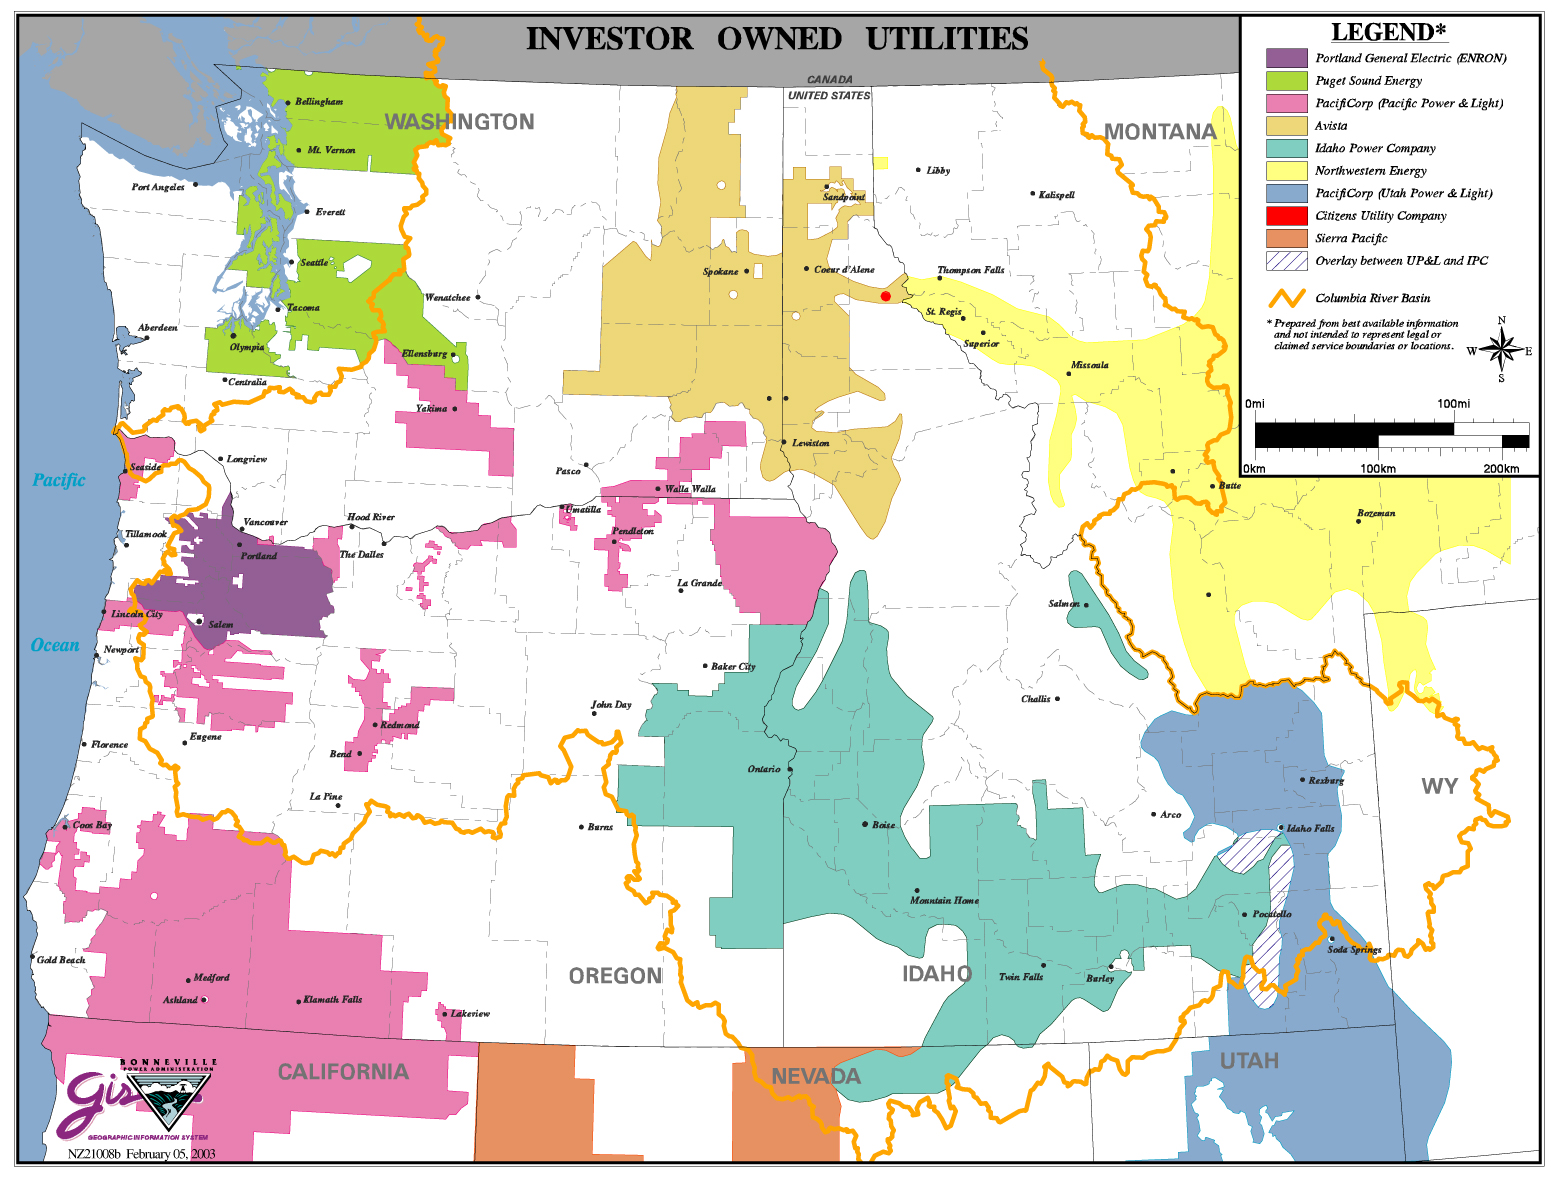 INVESTOR OWNED UTILITIES
CANADA
UNITED STATES
WASHINGTON
MONTANA
LEGEND*
Portland General Electric (ENRON)
Puget Sound Energy
PacifiCorp (Pacific Power & Light)
Avista
Idaho Power Company
Northwestern Energy
PacifiCorp (Utah Power & Light)
Citizens Utility Company
Sierra Pacific
Overlay between UP&L and IPC
Columbia River Basin
* Prepared from best available information
and not intended to represent legal or
claimed service boundaries or locations.
N
W
E
S
0mi
100mi
0km
100km
200km
Bellingham
Mt. Vernon
Port Angeles
Everett
Seattle
Tacoma
Aberdeen
Olympia
Centralia
Wenatchee
Ellensburg
Yakima
Spokane
Sandpoint
Libby
Kalispell
Coeur d'Alene
Thompson Falls
St. Regis
Superior
Missoula
Lewiston
Pasco
Walla Walla
Butte
Bozeman
Pacific
Ocean
Seaside
Longview
Vancouver
Hood River
Umatilla
Tillamook
Portland
The Dalles
Pendleton
La Grande
Lincoln City
Salem
Newport
Salmon
Baker City
Challis
John Day
Redmond
Eugene
Florence
Bend
Ontario
Rexburg
WY
La Pine
Coos Bay
Burns
Boise
Arco
Idaho Falls
Mountain Home
Pocatello
Gold Beach
Medford
Ashland
Klamath Falls
Lakeview
OREGON
IDAHO
Twin Falls
Burley
Soda Springs
CALIFORNIA
NEVADA
UTAH
BONNEVILLE
POWER ADMINISTRATION
gis
GEOGRAPHIC INFORMATION SYSTEM
NZ21008b February 05, 2003